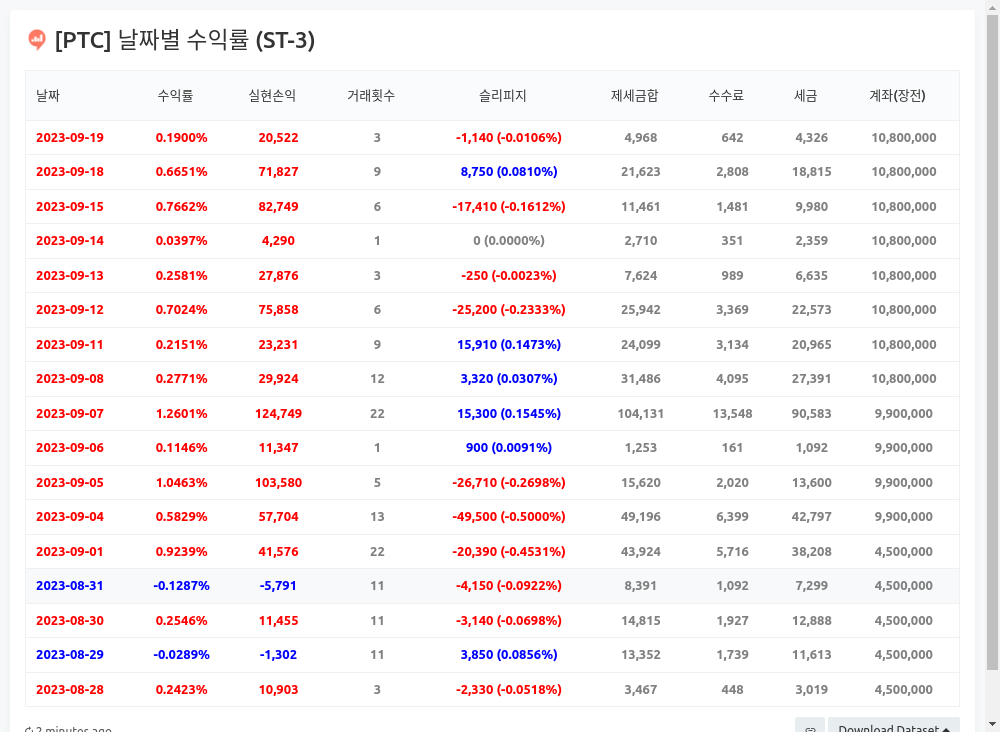 [PTC] 날짜별 수익률 (ST-3)
날짜 수익률 실현손익 거래횟수 슬리피지 제세금합 수수료 세금 계좌(장전)
2023-09-19 0.1900% 20,522 3 -1,140 (-0.0106%) 4,968 642 4,326 10,800,000
2023-09-18 0.6651% 71,827 9 8,750 (0.0810%) 21,623 2,808 18,815 10,800,000
2023-09-15 0.7662% 82,749 6 -17,410 (-0.1612%) 11,461 1,481 9,980 10,800,000
2023-09-14 0.0397% 4,290 1 0 (0.0000%) 2,710 351 2,359 10,800,000
2023-09-13 0.2581% 27,876 3 -250 (-0.0023%) 7,624 989 6,635 10,800,000
2023-09-12 0.7024% 75,858 6 -25,200 (-0.2333%) 25,942 3,369 22,573 10,800,000
2023-09-11 0.2151% 23,231 9 15,910 (0.1473%) 24,099 3,134 20,965 10,800,000
2023-09-08 0.2771% 29,924 12 3,320 (0.0307%) 31,486 4,095 27,391 10,800,000
2023-09-07 1.2601% 124,749 22 15,300 (0.1545%) 104,131 13,548 90,583 9,900,000
2023-09-06 0.1146% 11,347 1 900 (0.0091%) 1,253 161 1,092 9,900,000
2023-09-05 1.0463% 103,580 5 -26,710 (-0.2698%) 15,620 2,020 13,600 9,900,000
2023-09-04 0.5829% 57,704 13 -49,500 (-0.5000%) 49,196 6,399 42,797 9,900,000
2023-09-01 0.9239% 41,576 22 -20,390 (-0.4531%) 43,924 5,716 38,208 4,500,000
2023-08-31 -0.1287% -5,791 11 -4,150 (-0.0922%) 8,391 1,092 7,299 4,500,000
2023-08-30 0.2546% 11,455 11 -3,140 (-0.0698%) 14,815 1,927 12,888 4,500,000
2023-08-29 -0.0289% -1,302 11 3,850 (0.0856%) 13,352 1,739 11,613 4,500,000
2023-08-28 0.2423% 10,903 3 -2,330 (-0.0518%) 3,467 448 3,019 4,500,000
2 minutes ago Download Dataset